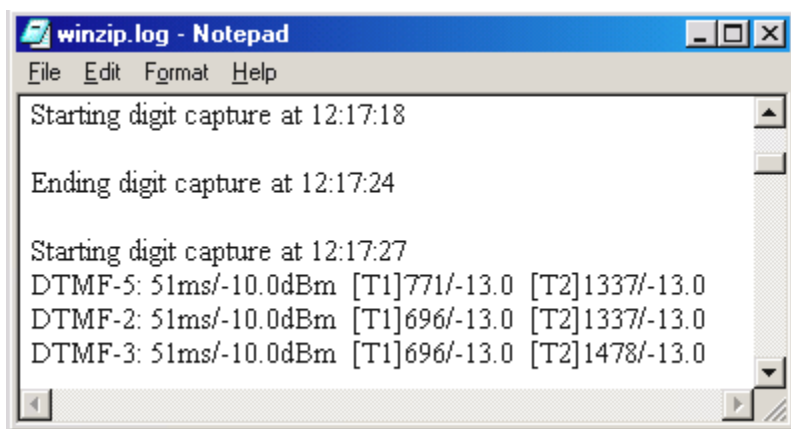 winzip.log - Notepad
File Edit Format Help
Starting digit capture at 12:17:18
Ending digit capture at 12:17:24
Starting digit capture at 12:17:27
DTMF-5: 51ms/-10.0dBm [T1]771/-13.0 [T2]1337/-13.0
DTMF-2: 51ms/-10.0dBm [T1]696/-13.0 [T2]1337/-13.0
DTMF-3: 51ms/-10.0dBm [T1]696/-13.0 [T2]1478/-13.0